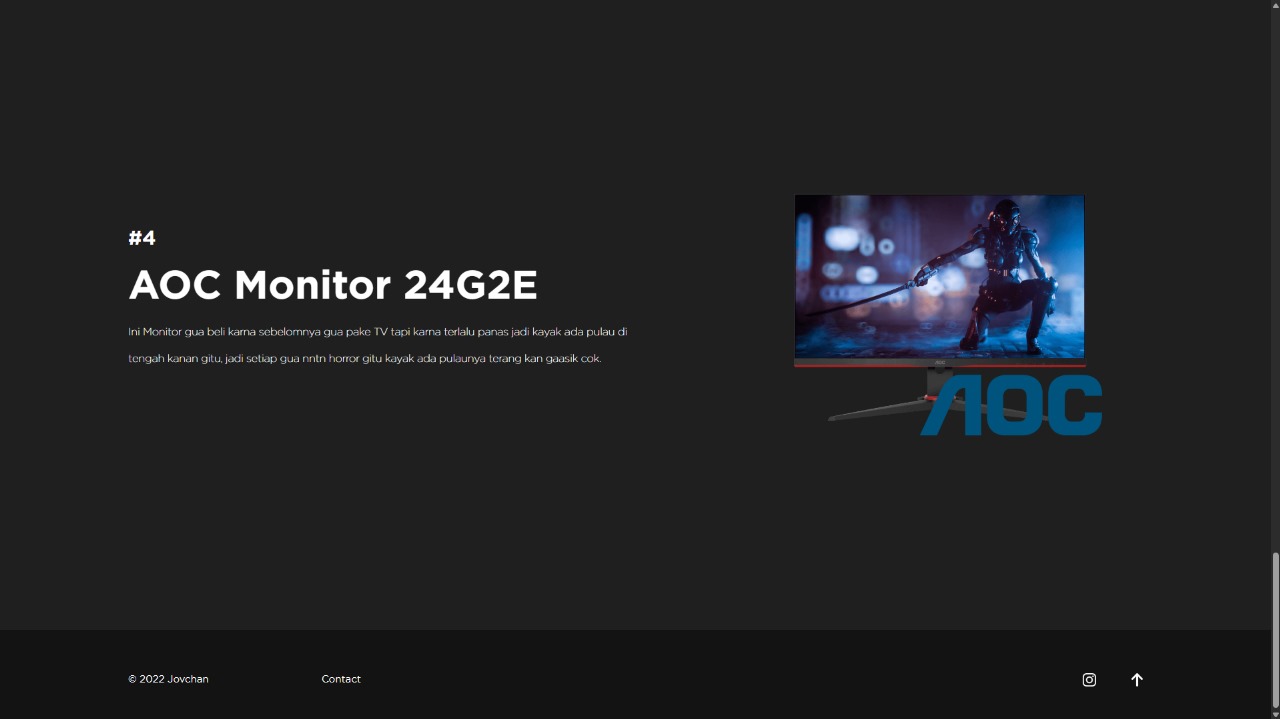 #4
AOC Monitor 24G2E
Ini Monitor gua beli karna sebelomnya gua pake TV tapi karna terlalu panas jadi kayak ada pulau di
tengah kanan gitu, jadi setiap gua nntn horror gitu kayak ada pulaunya terang kan gaasik cok.
AOC
AOC
© 2022 Jovchan
Contact